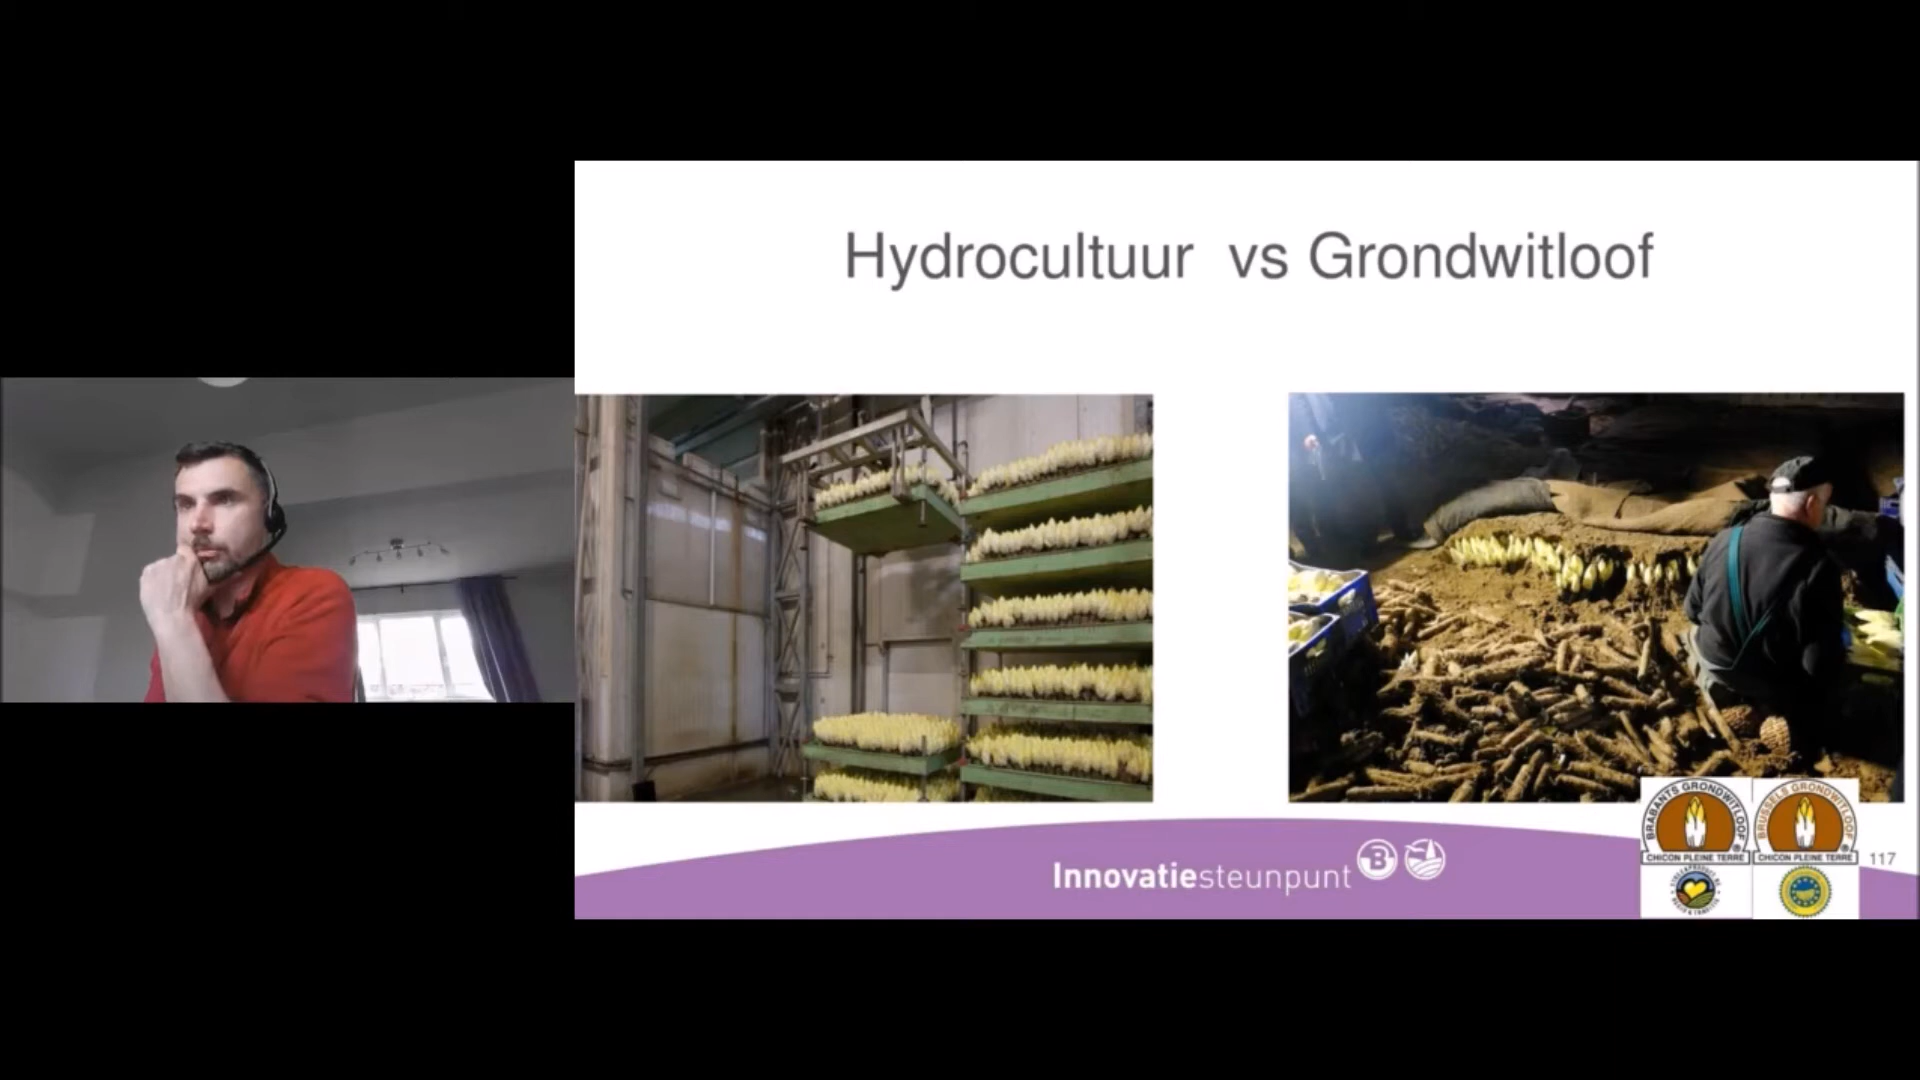 Hydrocultuur vs Grondwitloof
BRABANTS GRONDWITLOOF
CHICON PLEINE TERRE
BRUSSELS GRONDWITLOOF
CHICON PLEINE TERRE
117
Innovatiesteunpunt
B